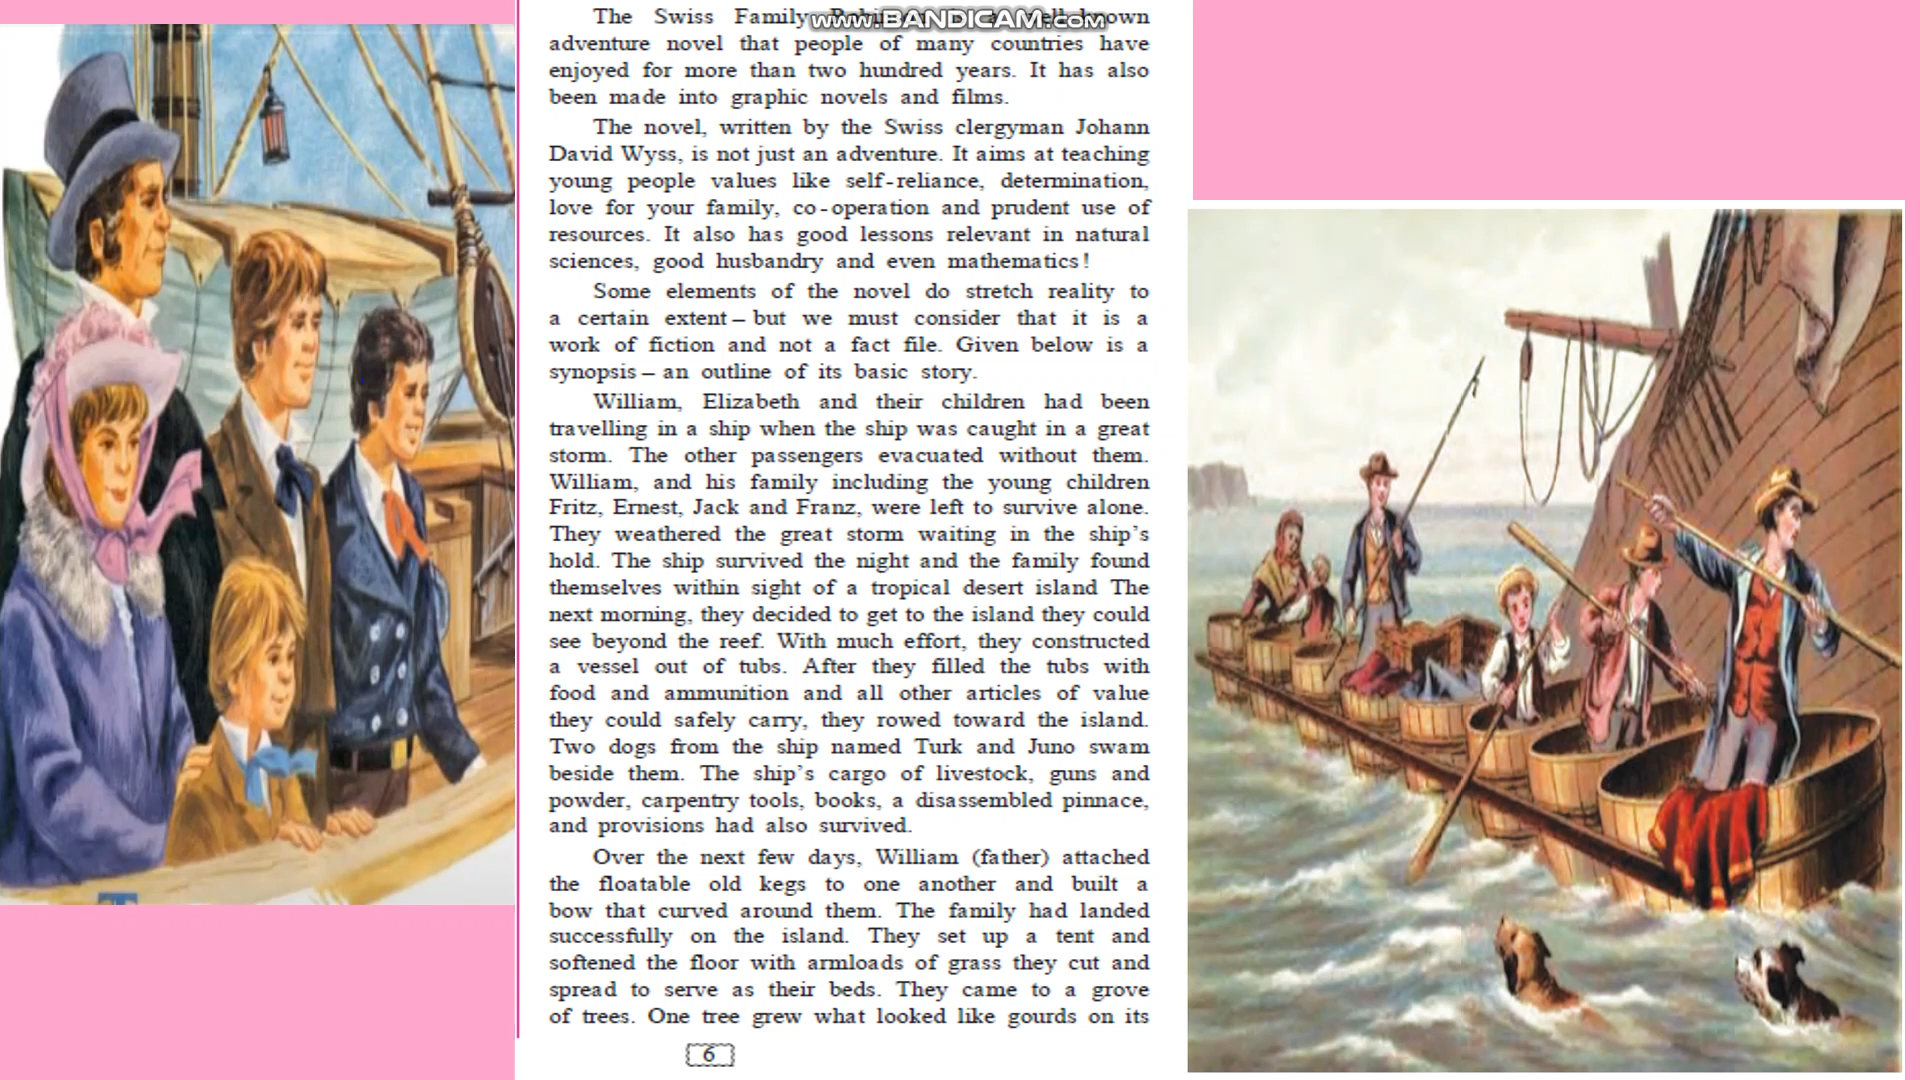 The Swiss Family
www.BANDICAM.com
known
adventure novel that people of many countries have
enjoyed for more than two hundred years. It has also
been made into graphic novels and films.
The novel, written by the Swiss clergyman Johann
David Wyss, is not just an adventure. It aims at teaching
young people values like self-reliance, determination,
love for your family, co-operation and prudent use of
resources. It also has good lessons relevant in natural
sciences, good husbandry and even mathematics!
Some elements of the novel do stretch reality to
a certain extent – but we must consider that it is a
work of fiction and not a fact file. Given below is a
synopsis – an outline of its basic story.
William, Elizabeth and their children had been
travelling in a ship when the ship was caught in a great
storm. The other passengers evacuated without them.
William, and his family including the young children
Fritz, Ernest, Jack and Franz, were left to survive alone.
They weathered the great storm waiting in the ship's
hold. The ship survived the night and the family found
themselves within sight of a tropical desert island The
next morning, they decided to get to the island they could
see beyond the reef. With much effort, they constructed
a vessel out of tubs. After they filled the tubs with
food and ammunition and all other articles of value
they could safely carry, they rowed toward the island.
Two dogs from the ship named Turk and Juno swam
beside them. The ship's cargo of livestock, guns and
powder, carpentry tools, books, a disassembled pinnace,
and provisions had also survived.
Over the next few days, William (father) attached
the floatable old kegs to one another and built a
bow that curved around them. The family had landed
successfully on the island. They set up a tent and
softened the floor with armloads of grass they cut and
spread to serve as their beds. They came to a grove
of trees. One tree grew what looked like gourds on its
6